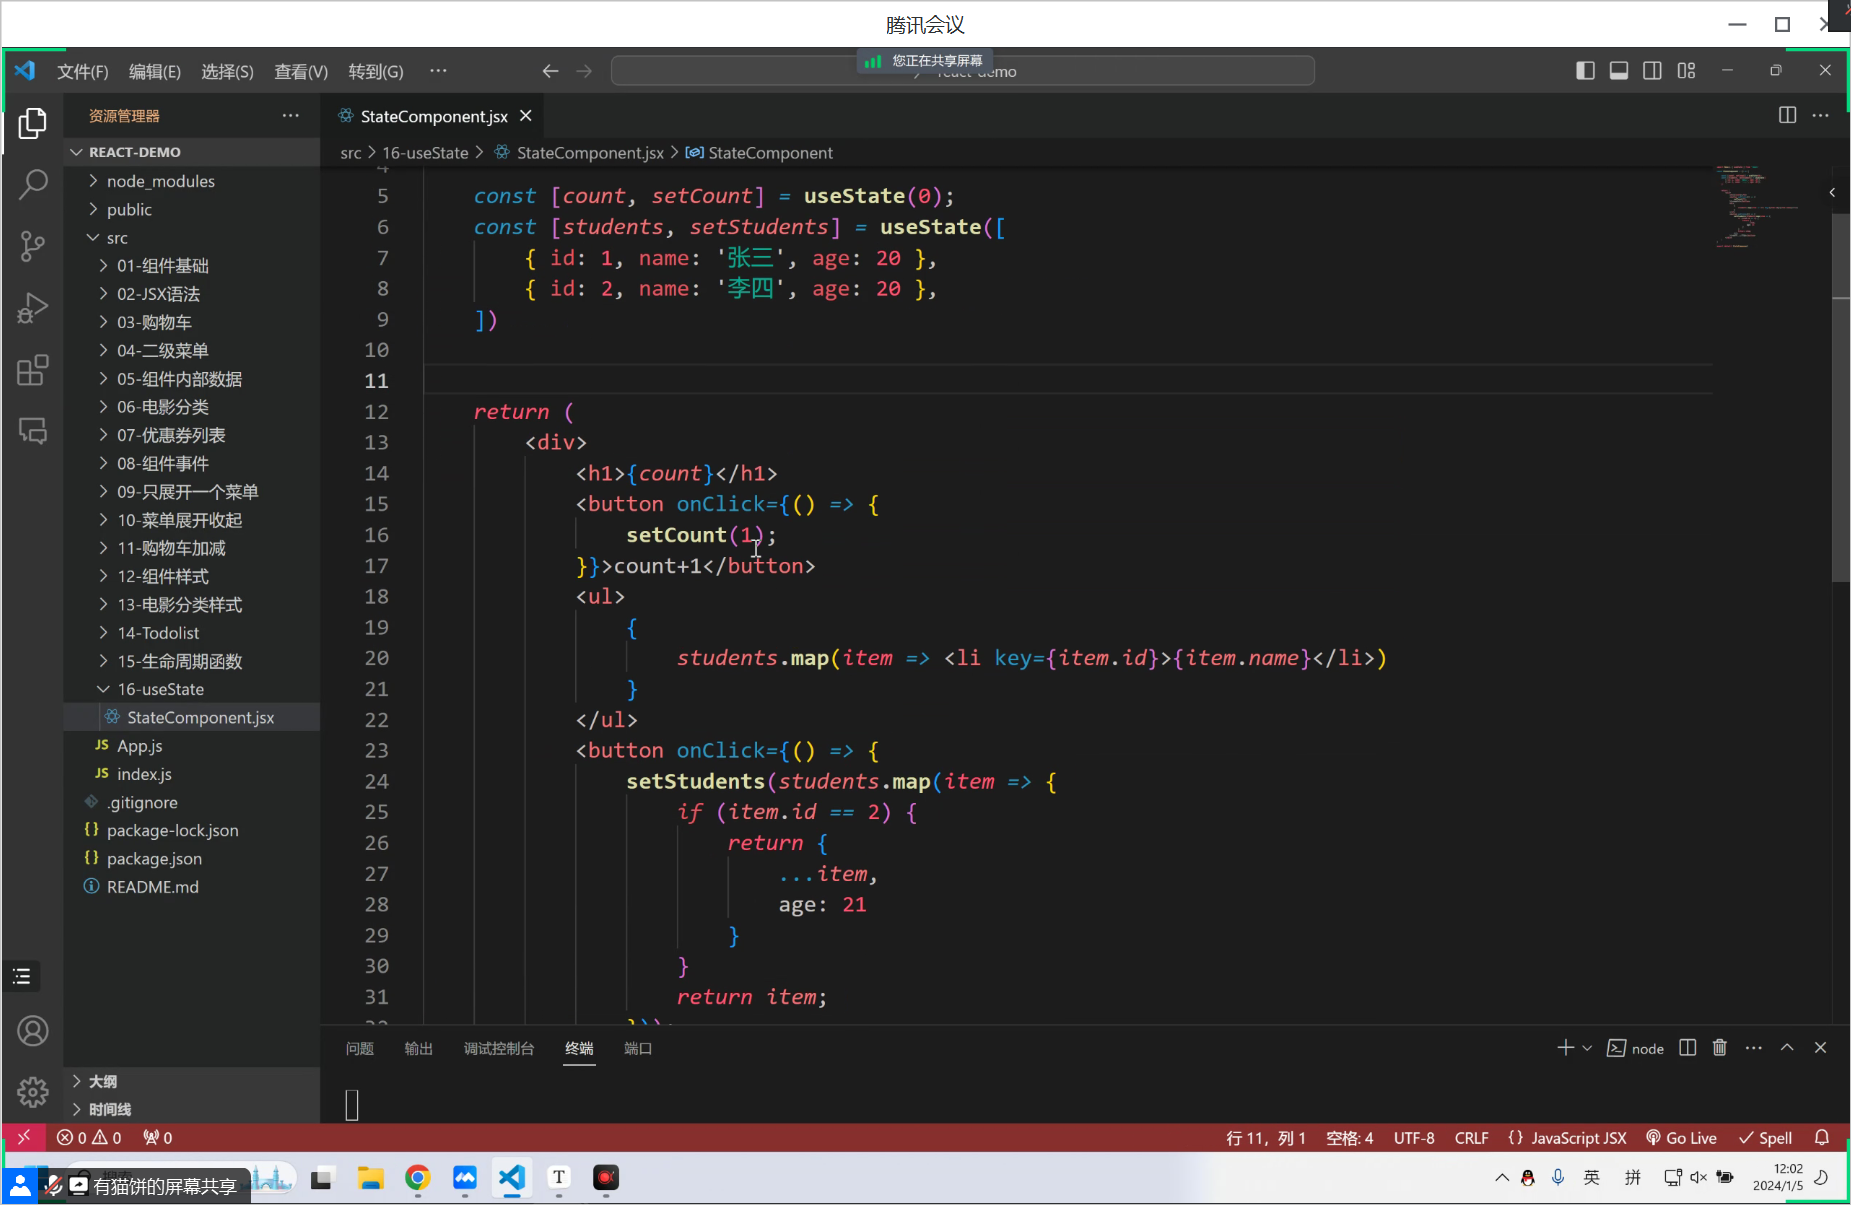 腾讯会议
文件(F) 编辑(E) 选择(S) 查看(V) 转到(G) ···
您正在共享屏幕
react-demo
资源管理器
StateComponent.jsx
REACT-DEMO
src > 16-useState > StateComponent.jsx > StateComponent
node_modules
public
src
01-组件基础
02-JSX语法
03-购物车
04-二级菜单
05-组件内部数据
06-电影分类
07-优惠券列表
08-组件事件
09-只展开一个菜单
10-菜单展开收起
11-购物车加减
12-组件样式
13-电影分类样式
14-Todolist
15-生命周期函数
16-useState
StateComponent.jsx
JS App.js
JS index.js
.gitignore
{} package-lock.json
{} package.json
README.md
大纲
时间线
5 const [count, setCount] = useState(0);
6 const [students, setStudents] = useState([
7 { id: 1, name: '张三', age: 20 },
8 { id: 2, name: '李四', age: 20 },
9 ])
10
11
12 return (
13 <div>
14 <h1>{count}</h1>
15 <button onClick={() => {
16 setCount(1);
17 }}>count+1</button>
18 <ul>
19 {
20 students.map(item => <li key={item.id}>{item.name}</li>)
21 }
22 </ul>
23 <button onClick={() => {
24 setStudents(students.map(item => {
25 if (item.id == 2) {
26 return {
27 ...item,
28 age: 21
29 }
30 }
31 return item;
问题 输出 调试控制台 终端 端口
node
0 0 0
行 11，列 1 空格: 4 UTF-8 CRLF {} JavaScript JSX Go Live Spell
有猫饼的屏幕共享
T
英 拼
12:02
2024/1/5